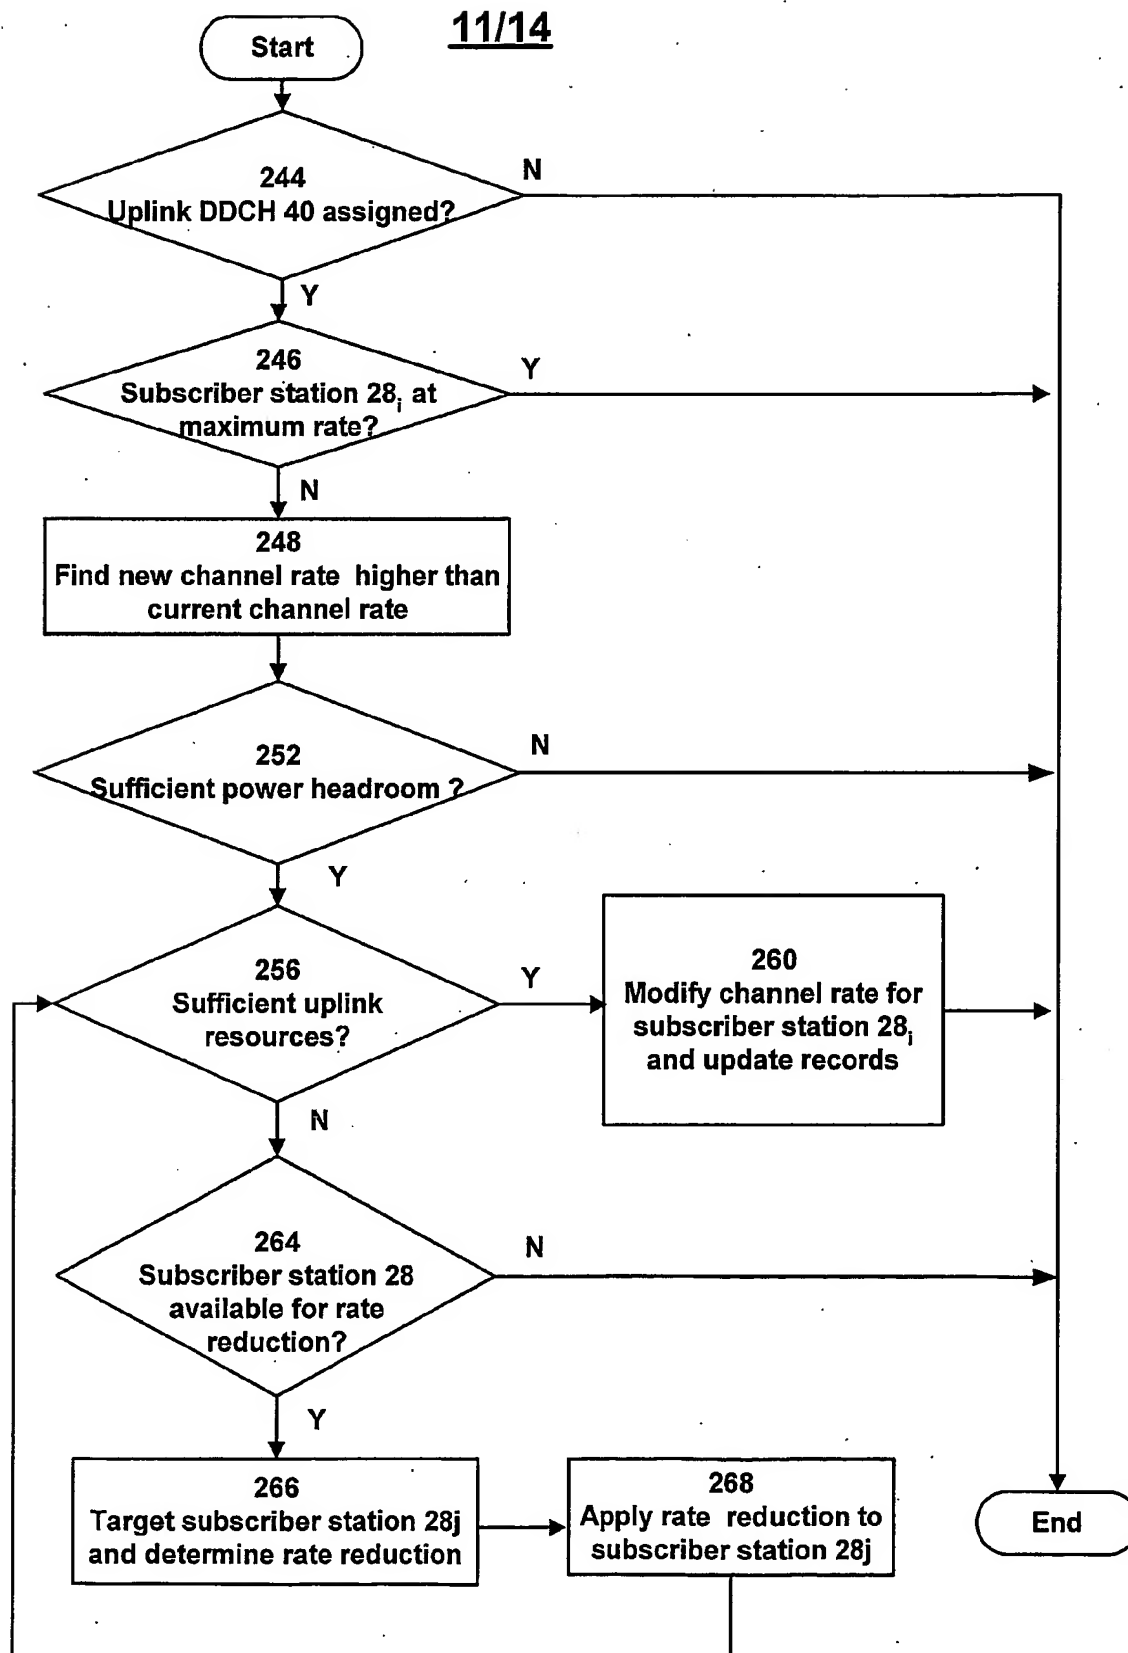 11/14
Start
244
Uplink DDCH 40 assigned?
N
Y
246
Subscriber station 28i at
maximum rate?
Y
N
248
Find new channel rate higher than
current channel rate
252
Sufficient power headroom ?
N
Y
256
Sufficient uplink
resources?
Y
260
Modify channel rate for
subscriber station 28i
and update records
N
264
Subscriber station 28
available for rate
reduction?
N
Y
266
Target subscriber station 28j
and determine rate reduction
268
Apply rate reduction to
subscriber station 28j
End